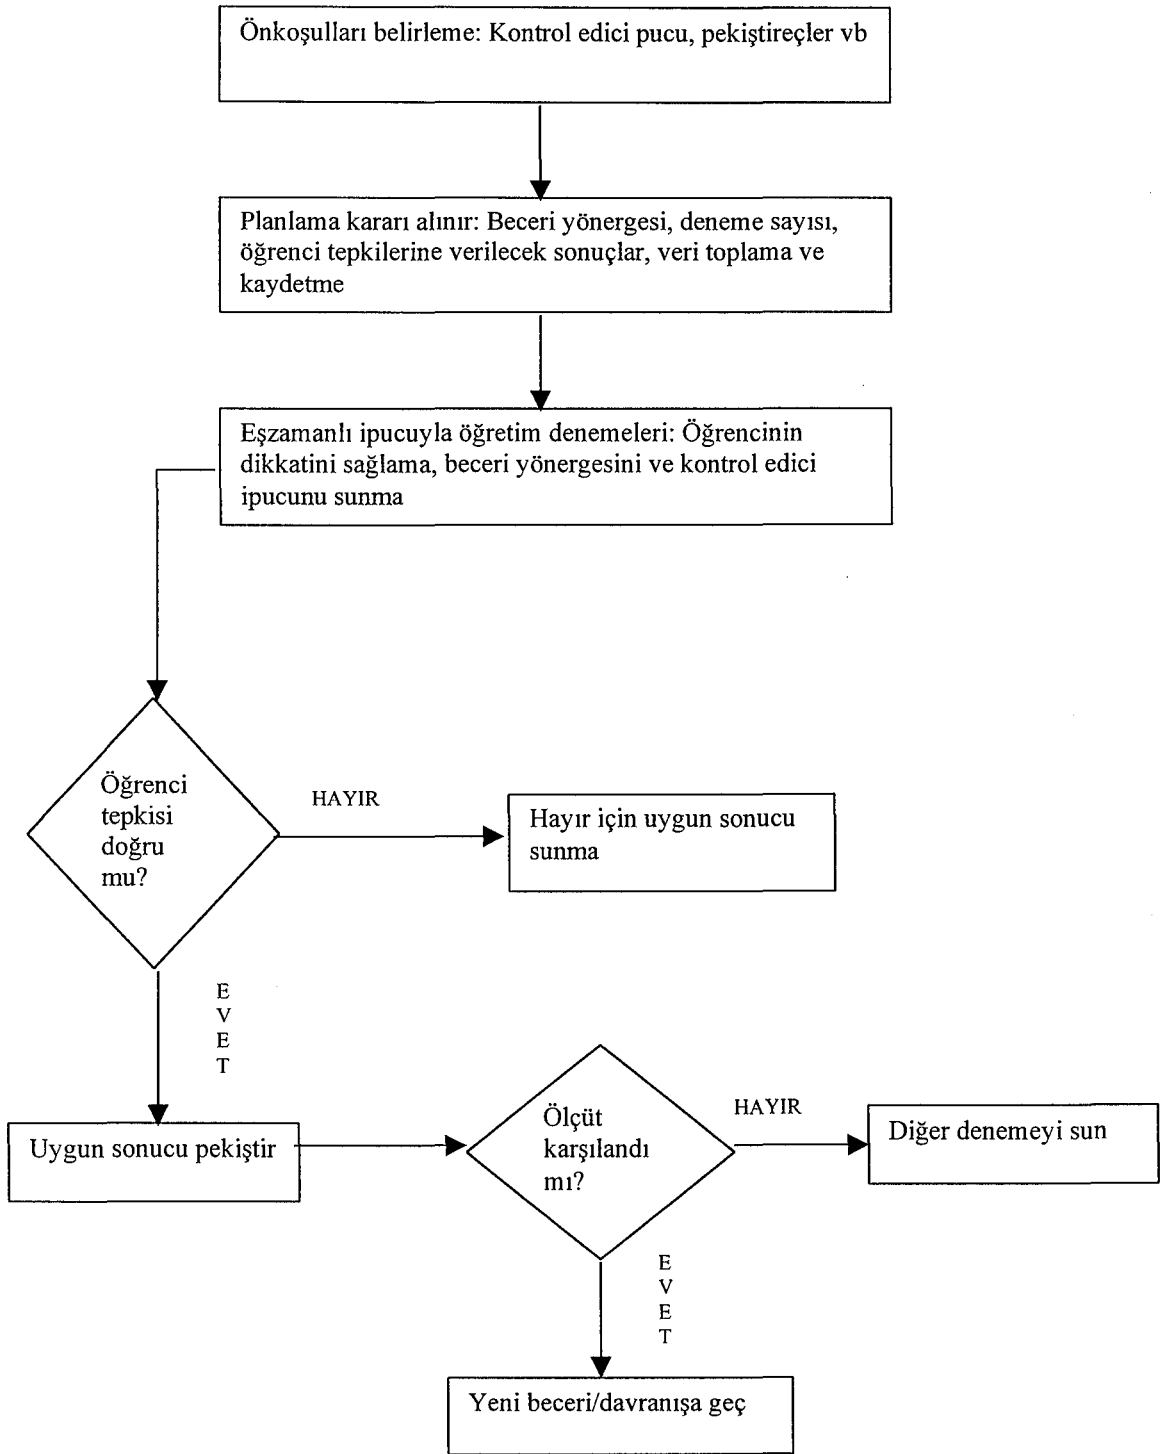 Önkoşulları belirleme: Kontrol edici pucu, pekiştireçler vb
Planlama kararı alınır: Beceri yönergesi, deneme sayısı,
öğrenci tepkilerine verilecek sonuçlar, veri toplama ve
kaydetme
Eşzamanlı ipucuyla öğretim denemeleri: Öğrencinin
dikkatini sağlama, beceri yönergesini ve kontrol edici
ipucunu sunma
Öğrenci
tepkisi
doğru
mu?
HAYIR
Hayır için uygun sonucu
sunma
E
V
E
T
Uygun sonucu pekiştir
Ölçüt
karşılandı
mı?
HAYIR
Diğer denemeyi sun
E
V
E
T
Yeni beceri/davranışa geç